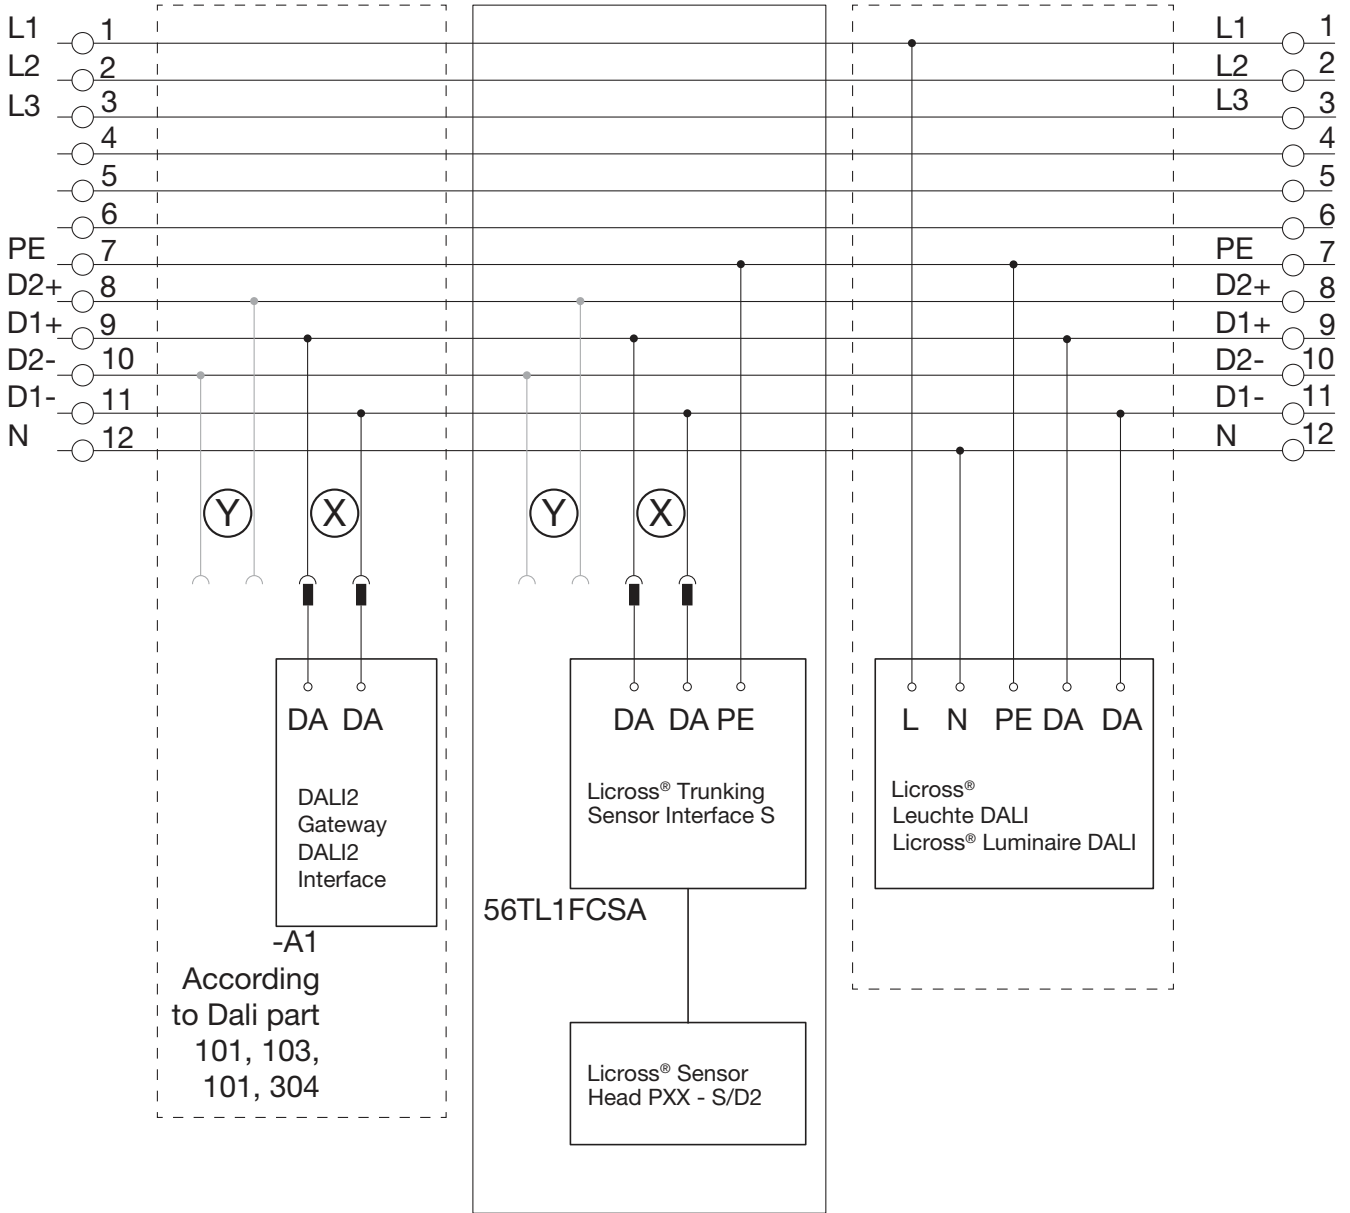 L1 1
L2 2
L3 3
4
5
6
PE 7
D2+ 8
D1+ 9
D2- 10
D1- 11
N 12
L1 1
L2 2
L3 3
4
5
6
PE 7
D2+ 8
D1+ 9
D2- 10
D1- 11
N 12
Y X
DA DA
DALI2
Gateway
DALI2
Interface
-A1
According
to Dali part
101, 103,
101, 304
Y X
DA DA PE
Licross® Trunking
Sensor Interface S
56TL1FCSA
Licross® Sensor
Head PXX - S/D2
L N PE DA DA
Licross®
Leuchte DALI
Licross® Luminaire DALI